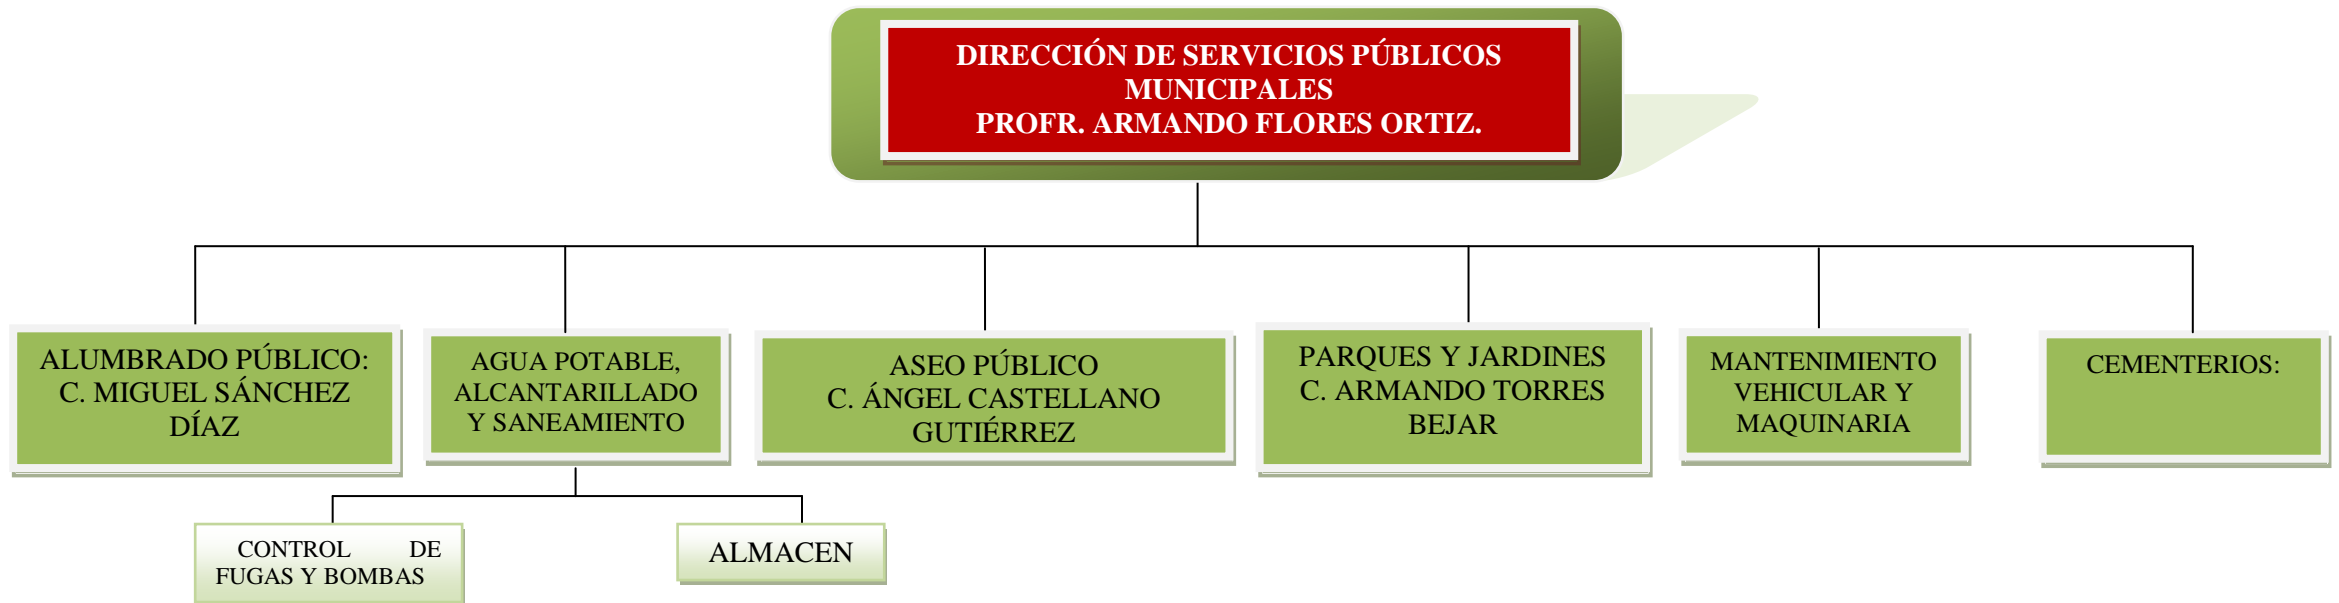 DIRECCIÓN DE SERVICIOS PÚBLICOS
MUNICIPALES
PROFR. ARMANDO FLORES ORTIZ.
ALUMBRADO PÚBLICO:
C. MIGUEL SÁNCHEZ
DÍAZ
AGUA POTABLE,
ALCANTARILLADO
Y SANEAMIENTO
ASEO PÚBLICO
C. ÁNGEL CASTELLANO
GUTIÉRREZ
PARQUES Y JARDINES
C. ARMANDO TORRES
BEJAR
MANTENIMIENTO
VEHICULAR Y
MAQUINARIA
CEMENTERIOS:
CONTROL DE
FUGAS Y BOMBAS
ALMACEN